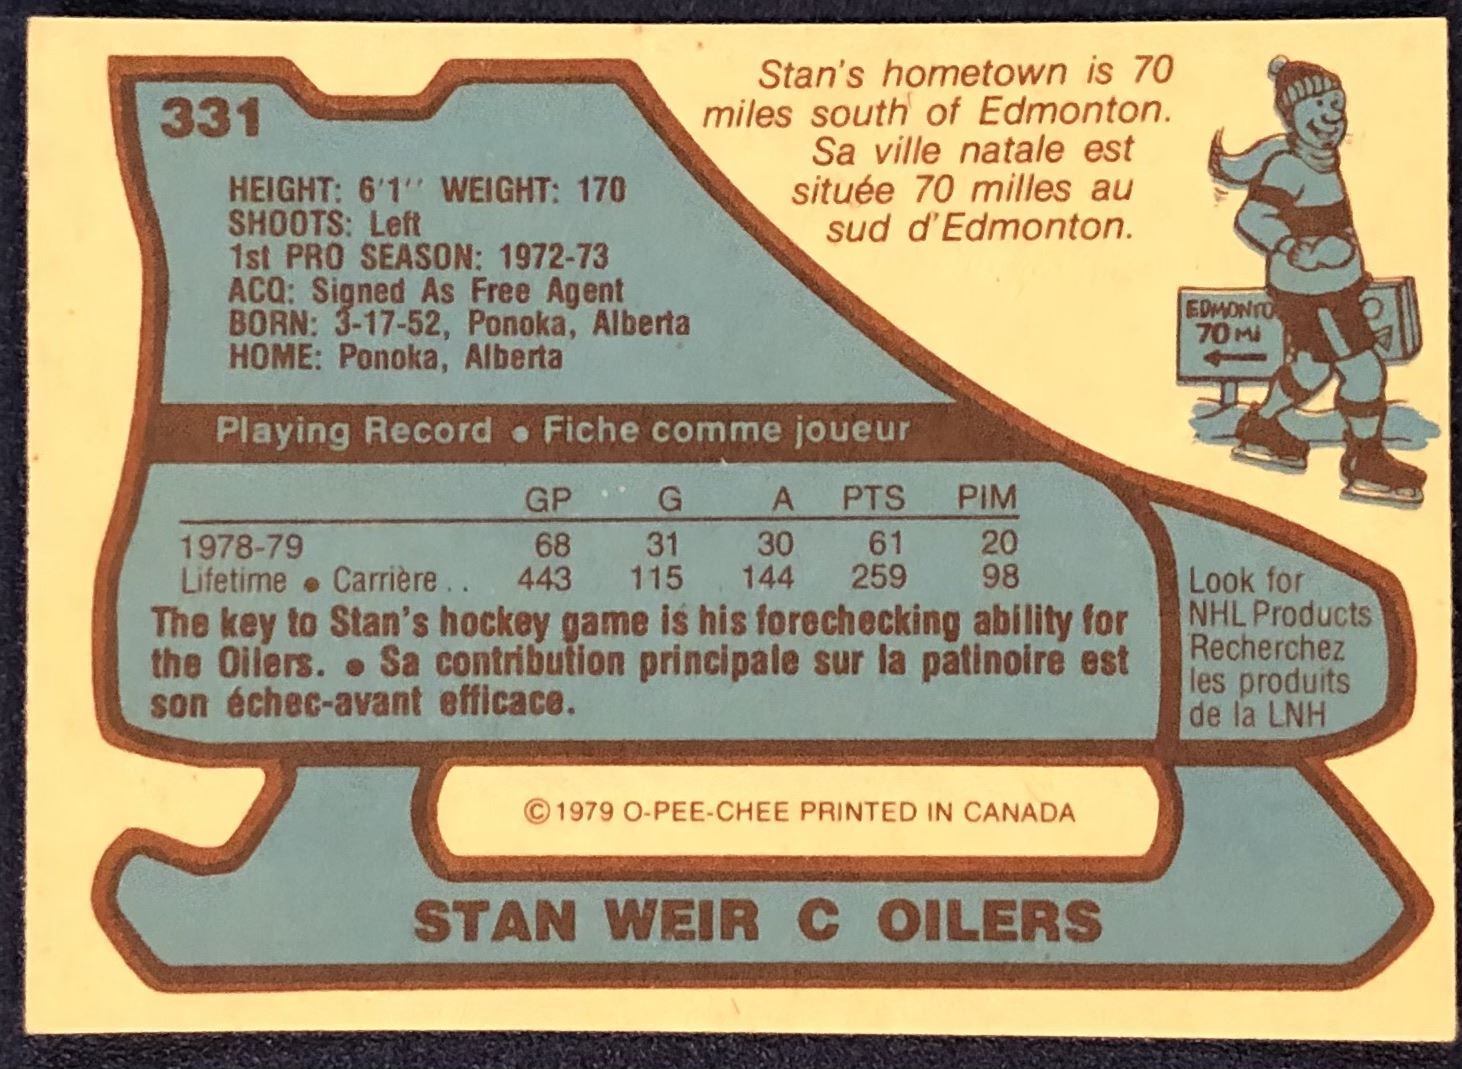 331
Stan's hometown is 70
miles south of Edmonton.
Sa ville natale est
située 70 milles au
sud d'Edmonton.
HEIGHT: 6'1'' WEIGHT: 170
SHOOTS: Left
1st PRO SEASON: 1972-73
ACQ: Signed As Free Agent
BORN: 3-17-52, Ponoka, Alberta
HOME: Ponoka, Alberta
EDMONTO
70 Mi
Playing Record • Fiche comme joueur
GP G A PTS PIM
1978-79 68 31 30 61 20
Lifetime • Carrière .. 443 115 144 259 98
The key to Stan's hockey game is his forechecking ability for
the Oilers. • Sa contribution principale sur la patinoire est
son échec-avant efficace.
Look for
NHL Products
Recherchez
les produits
de la LNH
©1979 O-PEE-CHEE PRINTED IN CANADA
STAN WEIR C OILERS